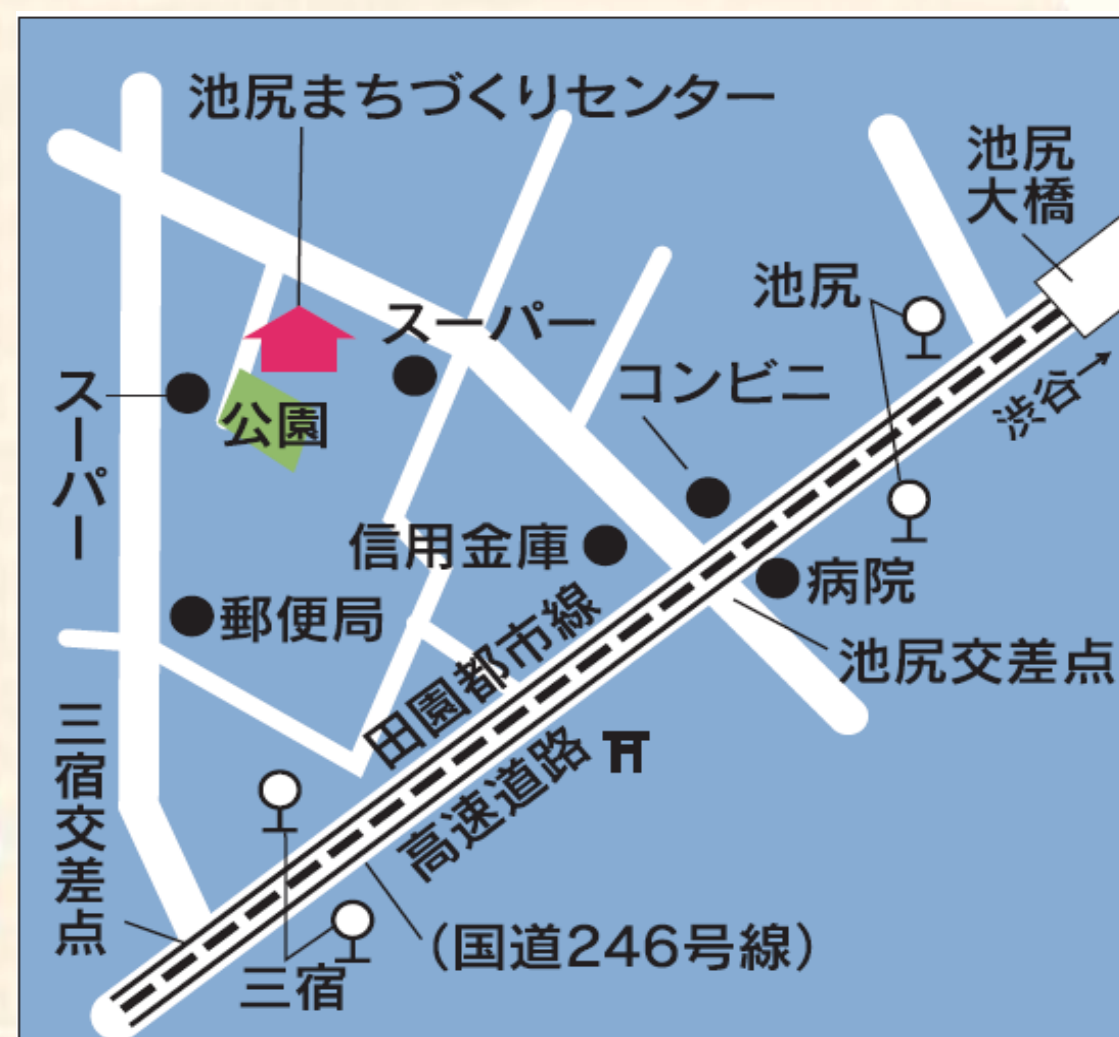 池尻まちづくりセンター
池尻
大橋
池尻
スーパー
コンビニ
渋谷→
スーパー
公園
信用金庫
病院
郵便局
田園都市線
池尻交差点
高速道路
三宿交差点
(国道246号線)
三宿